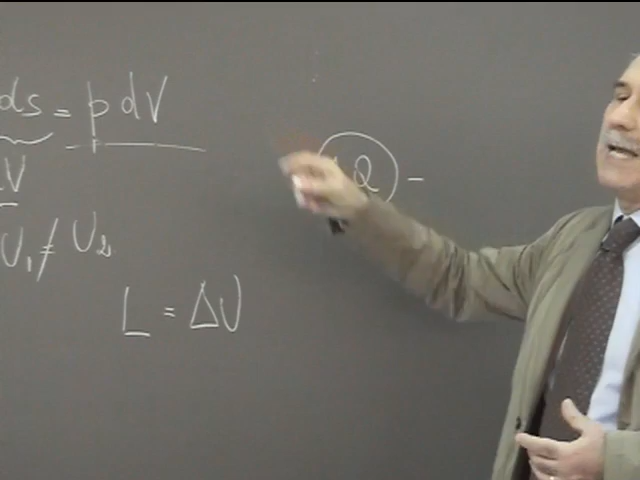 ds = p dV
V
U₁ ≠ U₂
L = ΔU
Q -